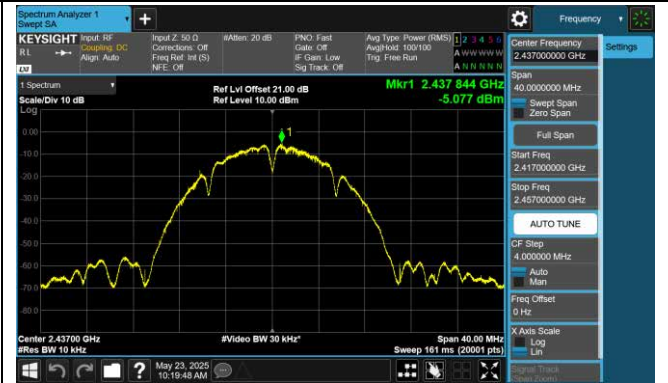 Spectrum Analyzer 1
Swept SA
Frequency
KEYSIGHT
Input: RF
Coupling: DC
Align: Auto
RL
LXI
Input Z: 50 Ω
Corrections: Off
Freq Ref: Int (S)
NFE: Off
#Atten: 20 dB
PNO: Fast
Gate: Off
IF Gain: Low
Sig Track: Off
Avg Type: Power (RMS)
Avg|Hold: 100/100
Trig: Free Run
1 2 3 4 5 6
A W W W W W
A N N N N N
Center Frequency
2.437000000 GHz
Settings
Span
40.0000000 MHz
Swept Span
Zero Span
Full Span
Start Freq
2.417000000 GHz
Stop Freq
2.457000000 GHz
AUTO TUNE
CF Step
4.000000 MHz
Auto
Man
Freq Offset
0 Hz
X Axis Scale
Log
Lin
Signal Track
(Span Zoom)
1 Spectrum
Scale/Div 10 dB
Ref Lvl Offset 21.00 dB
Ref Level 10.00 dBm
Mkr1 2.437 844 GHz
-5.077 dBm
Log
1
0.00
-10.0
-20.0
-30.0
-40.0
-50.0
-60.0
-70.0
-80.0
Center 2.43700 GHz
#Res BW 10 kHz
#Video BW 30 kHz*
Span 40.00 MHz
Sweep 161 ms (20001 pts)
May 23, 2025
10:19:48 AM